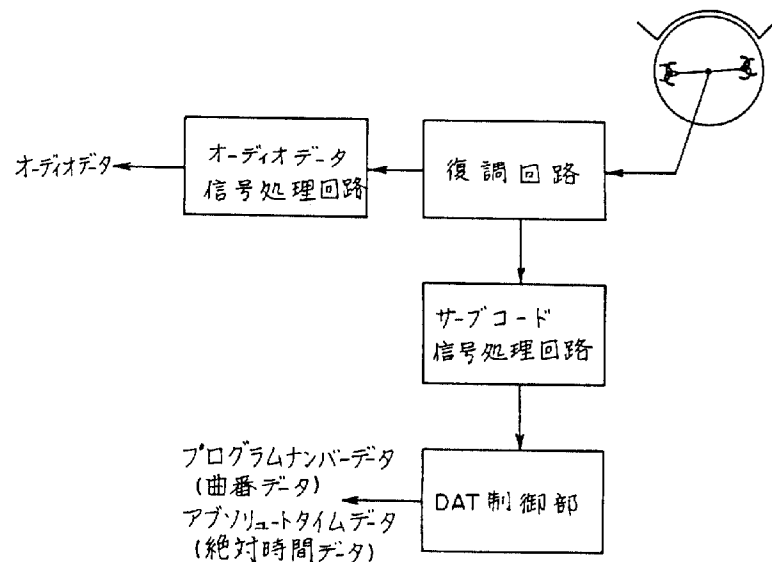 オーディオデータ
オーディオデータ
信号処理回路
復調回路
サーブコード
信号処理回路
プログラムナンバーデータ
(曲番データ)
アブソリュートタイムデータ
(絶対時間データ)
DAT制御部